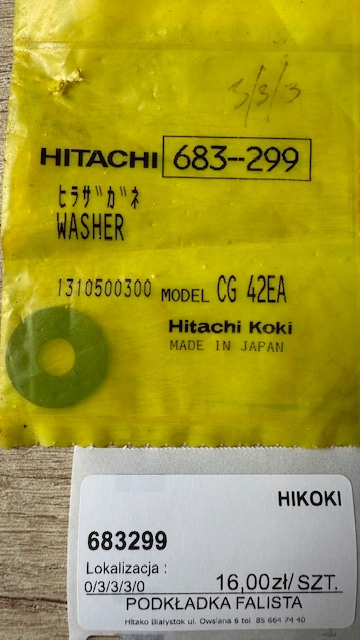 3/3/3
HITACHI 683--299
ヒラザガネ
WASHER
1310500300 MODEL CG 42EA
Hitachi Koki
MADE IN JAPAN
HIKOKI
683299
Lokalizacja :
0/3/3/3/0
16,00zł/ SZT.
PODKŁADKA FALISTA
Hitako Białystok ul. Owsiana 6 tel 85 664 74 40